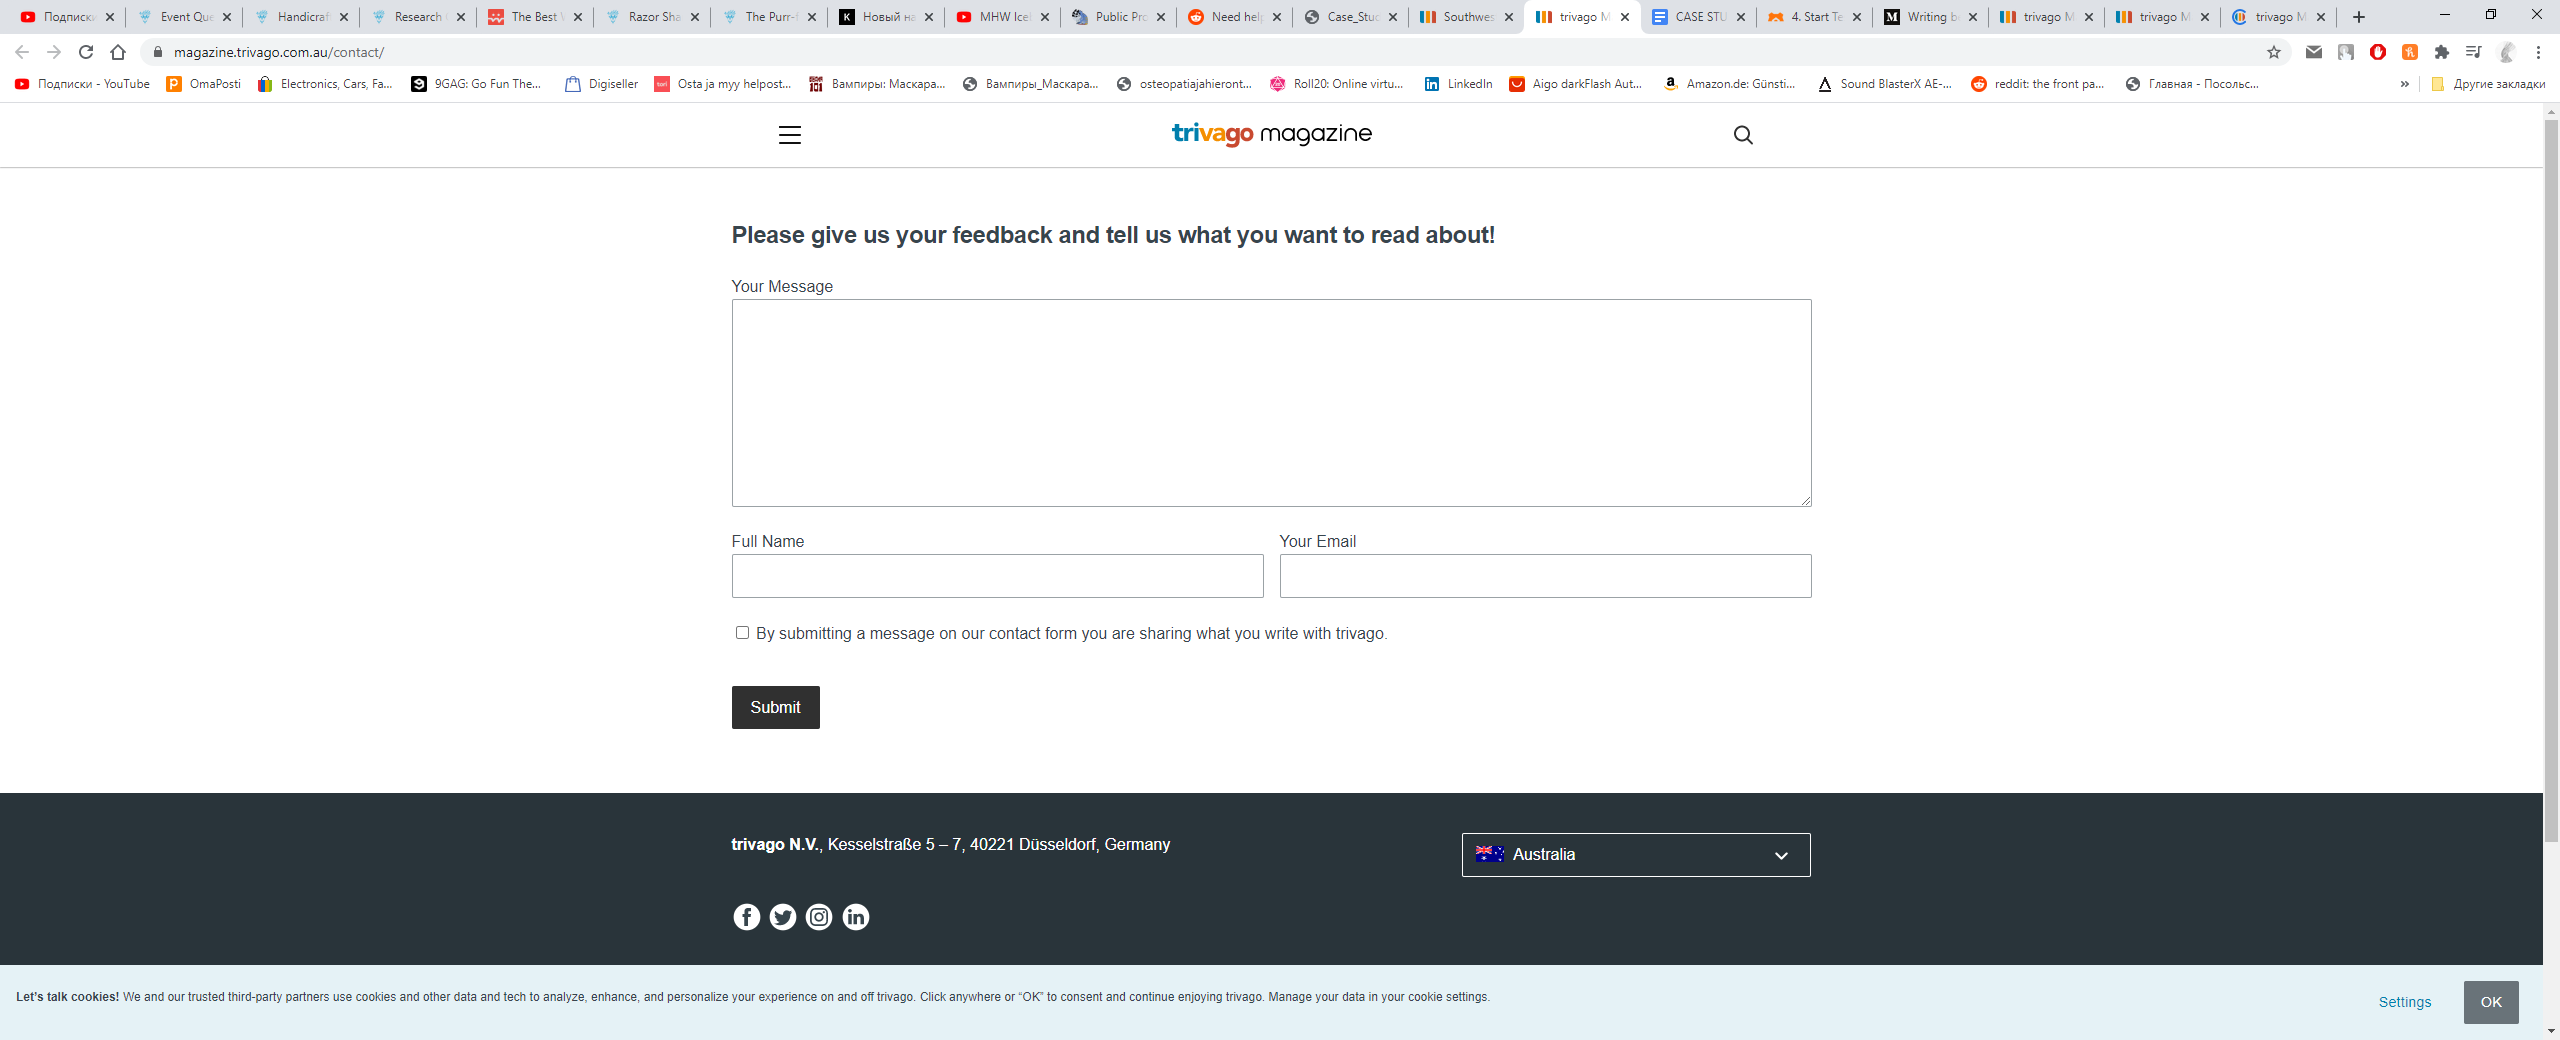 Подписки
Event Que
Handicraf
Research
The Best
Razor Sha
The Purr-f
Новый на
MHW Icel
Public Pro
Need help
Case_Stud
Southwes
trivago M
CASE STU
4. Start Te
Writing b
trivago M
trivago M
trivago M
magazine.trivago.com.au/contact/
Подписки - YouTube
OmaPosti
Electronics, Cars, Fa...
9GAG: Go Fun The...
Digiseller
Osta ja myy helpost...
Вампиры: Маскара...
Вампиры_Маскара...
osteopatiajahieront...
Roll20: Online virtu...
LinkedIn
Aigo darkFlash Aut...
Amazon.de: Günsti...
Sound BlasterX AE-...
reddit: the front pa...
Главная - Посольс...
»
Другие закладки
trivago magazine
Please give us your feedback and tell us what you want to read about!
Your Message
Full Name
Your Email
By submitting a message on our contact form you are sharing what you write with trivago.
Submit
trivago N.V., Kesselstraße 5 – 7, 40221 Düsseldorf, Germany
Australia
Let's talk cookies! We and our trusted third-party partners use cookies and other data and tech to analyze, enhance, and personalize your experience on and off trivago. Click anywhere or “OK” to consent and continue enjoying trivago. Manage your data in your cookie settings.
Settings
OK